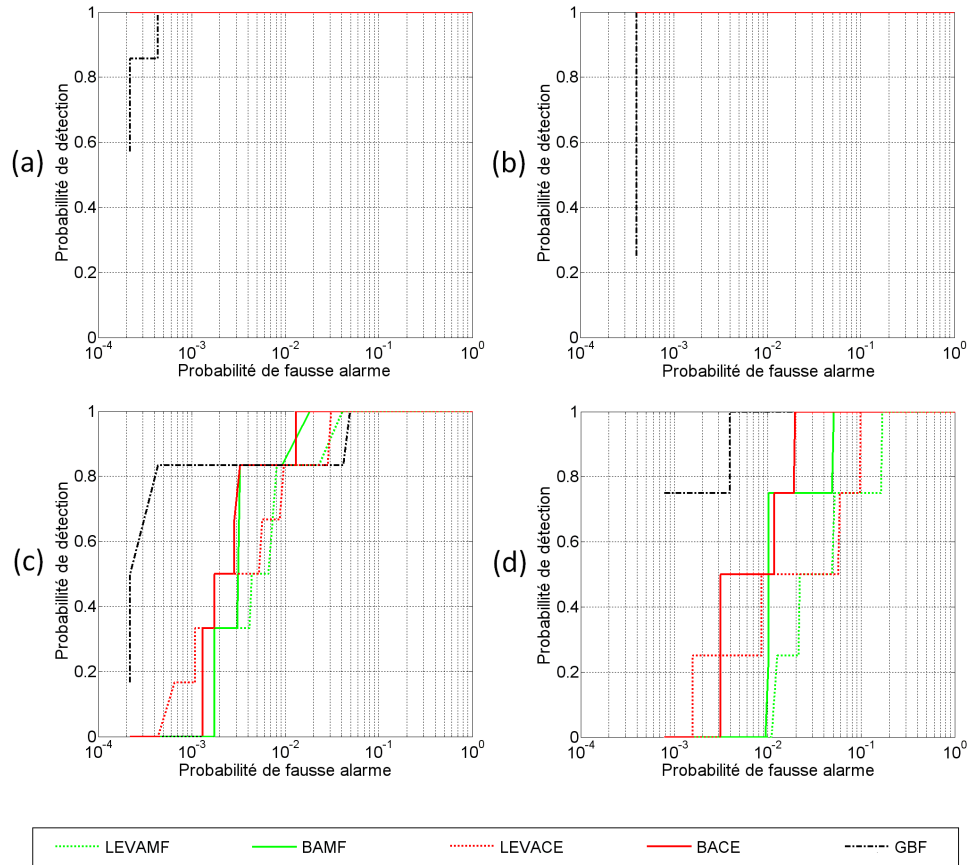 (a)
Probabillité de détection
1
0.8
0.6
0.4
0.2
0
10^-4
10^-3
10^-2
10^-1
10^0
Probabilité de fausse alarme
(b)
Probabillité de détection
1
0.8
0.6
0.4
0.2
0
10^-4
10^-3
10^-2
10^-1
10^0
Probabilité de fausse alarme
(c)
Probabillité de détection
1
0.8
0.6
0.4
0.2
0
10^-4
10^-3
10^-2
10^-1
10^0
Probabilité de fausse alarme
(d)
Probabillité de détection
1
0.8
0.6
0.4
0.2
0
10^-4
10^-3
10^-2
10^-1
10^0
Probabilité de fausse alarme
LEVAMF
BAMF
LEVACE
BACE
GBF